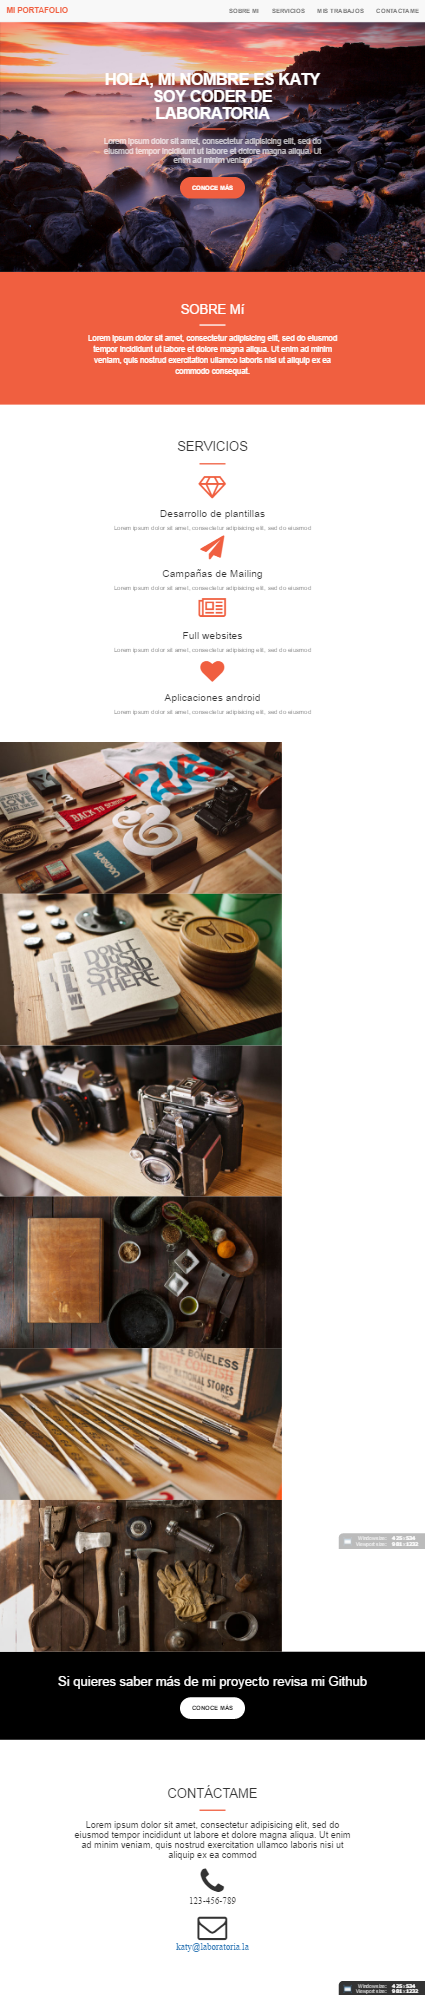 MI PORTAFOLIO
SOBRE MI SERVICIOS MIS TRABAJOS CONTACTAME
HOLA, MI NOMBRE ES KATY
SOY CODER DE
LABORATORIA
Lorem ipsum dolor sit amet, consectetur adipisicing elit, sed do
eiusmod tempor incididunt ut labore et dolore magna aliqua. Ut
enim ad minim veniam
CONOCE MÁS
SOBRE Mí
Lorem ipsum dolor sit amet, consectetur adipisicing elit, sed do eiusmod
tempor incididunt ut labore et dolore magna aliqua. Ut enim ad minim
veniam, quis nostrud exercitation ullamco laboris nisi ut aliquip ex ea
commodo consequat.
SERVICIOS
Desarrollo de plantillas
Lorem ipsum dolor sit amet, consectetur adipisicing elit, sed do eiusmod
Campañas de Mailing
Lorem ipsum dolor sit amet, consectetur adipisicing elit, sed do eiusmod
Full websites
Lorem ipsum dolor sit amet, consectetur adipisicing elit, sed do eiusmod
Aplicaciones android
Lorem ipsum dolor sit amet, consectetur adipisicing elit, sed do eiusmod
LOVE
BACK TO SCHOOL
DON'T
JUST
STAND
THERE
BONELESS
CODFISH
NATIONAL STORES
Window size: 425 x 534
Viewport size: 981 x 1232
Si quieres saber más de mi proyecto revisa mi Github
CONOCE MÁS
CONTÁCTAME
Lorem ipsum dolor sit amet, consectetur adipisicing elit, sed do
eiusmod tempor incididunt ut labore et dolore magna aliqua. Ut enim
ad minim veniam, quis nostrud exercitation ullamco laboris nisi ut
aliquip ex ea commod
123-456-789
katy@laboratoria.la
Window size: 425 x 534
Viewport size: 981 x 1232